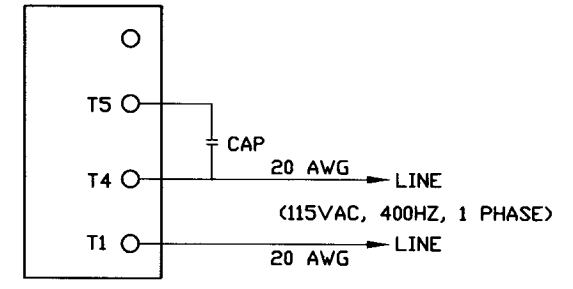 T5
CAP
20 AWG
T4
LINE
(115VAC, 400HZ, 1 PHASE)
T1
LINE
20 AWG